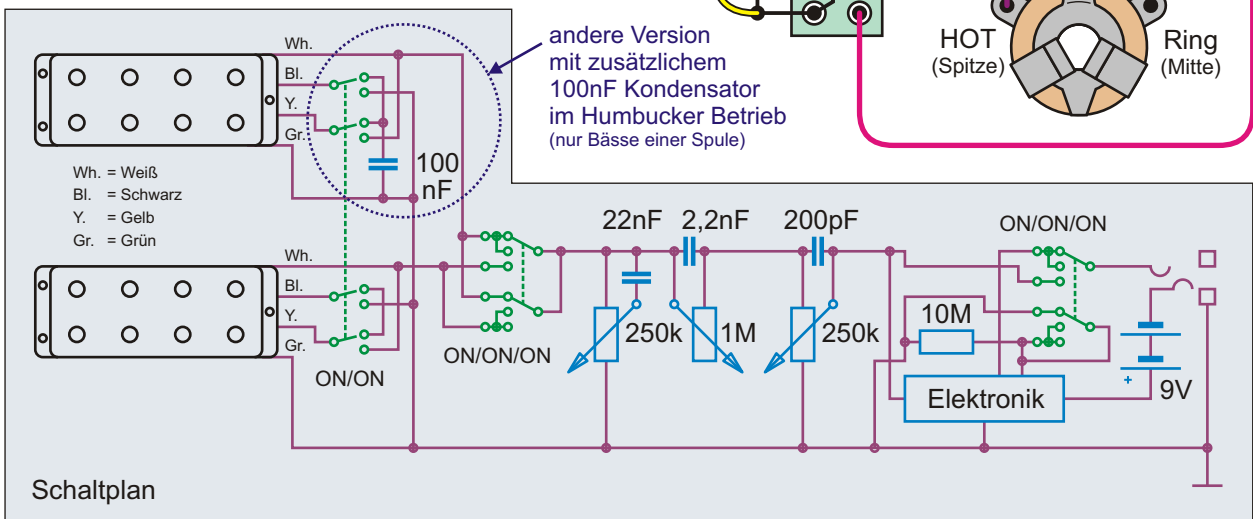 andere Version
mit zusätzlichem
100nF Kondensator
im Humbucker Betrieb
(nur Bässe einer Spule)
HOT
(Spitze)
Ring
(Mitte)
Wh.
Bl.
Y.
Gr.
100
nF
Wh. = Weiß
Bl. = Schwarz
Y. = Gelb
Gr. = Grün
Wh.
Bl.
Y.
Gr.
ON/ON
ON/ON/ON
22nF
2,2nF
200pF
250k
1M
250k
ON/ON/ON
10M
Elektronik
+
9V
Schaltplan